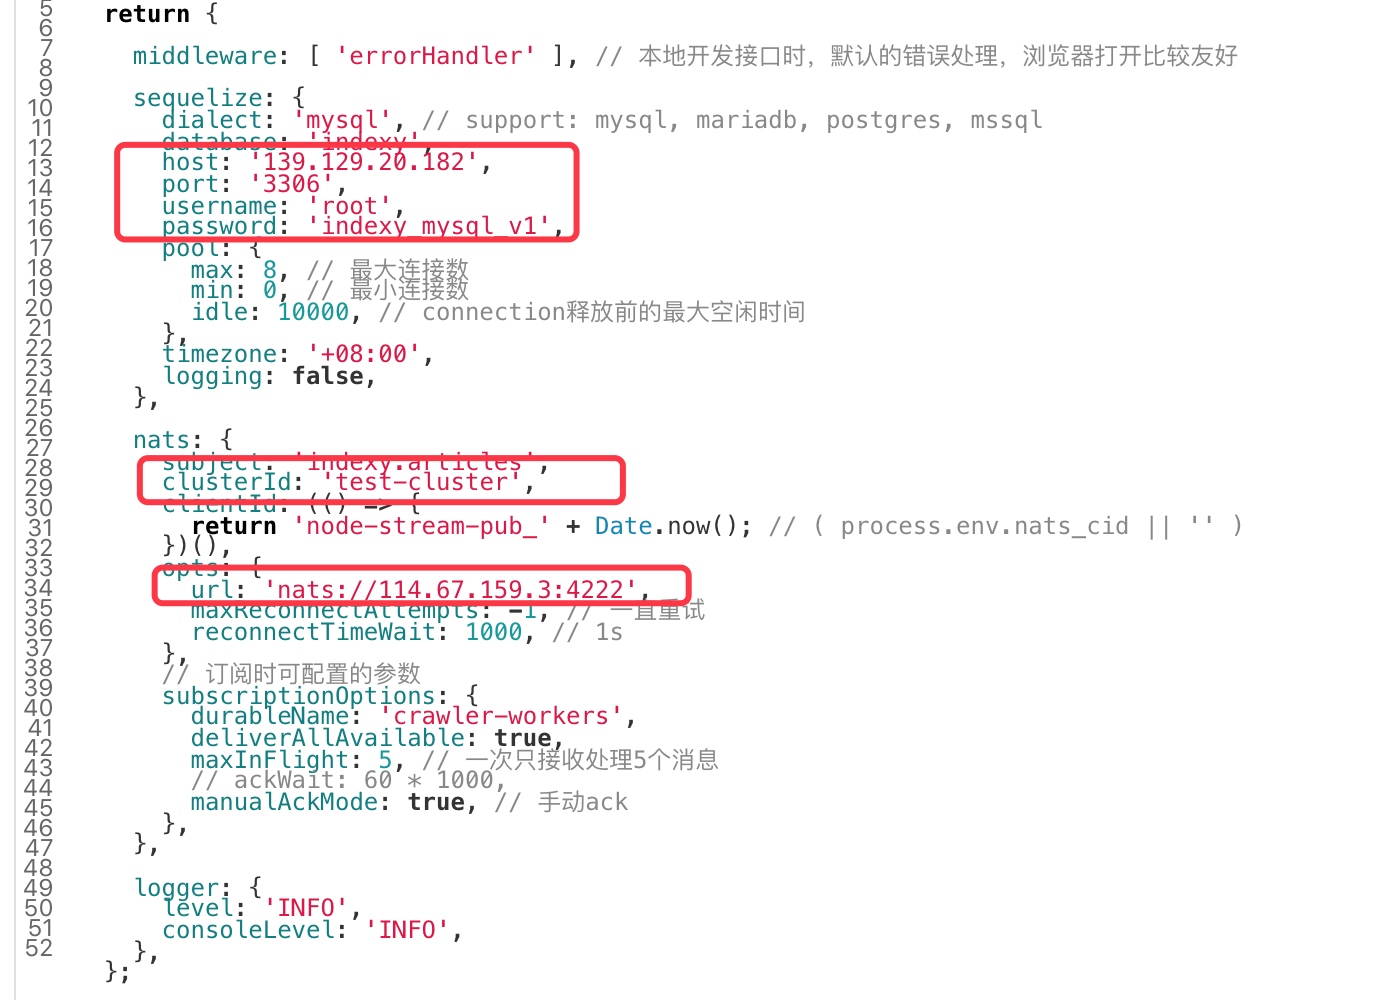 5 return {
6
7 middleware: [ 'errorHandler' ], // 本地开发接口时，默认的错误处理，浏览器打开比较友好
8
9 sequelize: {
10 dialect: 'mysql', // support: mysql, mariadb, postgres, mssql
11 database: 'indexy',
12 host: '139.129.20.182',
13 port: '3306',
14 username: 'root',
15 password: 'indexy_mysql_v1',
16 pool: {
17 max: 8, // 最大连接数
18 min: 0, // 最小连接数
19 idle: 10000, // connection释放前的最大空闲时间
20 },
21 timezone: '+08:00',
22 logging: false,
23 },
24
25 nats: {
26 subject: 'indexy.articles',
27 clusterId: 'test-cluster',
28 clientId: (() => {
29 return 'node-stream-pub_' + Date.now(); // ( process.env.nats_cid || '' )
30 })(),
31 opts: {
32 url: 'nats://114.67.159.3:4222',
33 maxReconnectAttempts: -1, // 一直重试
34 reconnectTimeWait: 1000, // 1s
35 },
36 // 订阅时可配置的参数
37 subscriptionOptions: {
38 durableName: 'crawler-workers',
39 deliverAllAvailable: true,
40 maxInFlight: 5, // 一次只接收处理5个消息
41 // ackWait: 60 * 1000,
42 manualAckMode: true, // 手动ack
43 },
44 },
45
46 logger: {
47 level: 'INFO',
48 consoleLevel: 'INFO',
49 },
50 };
51
52